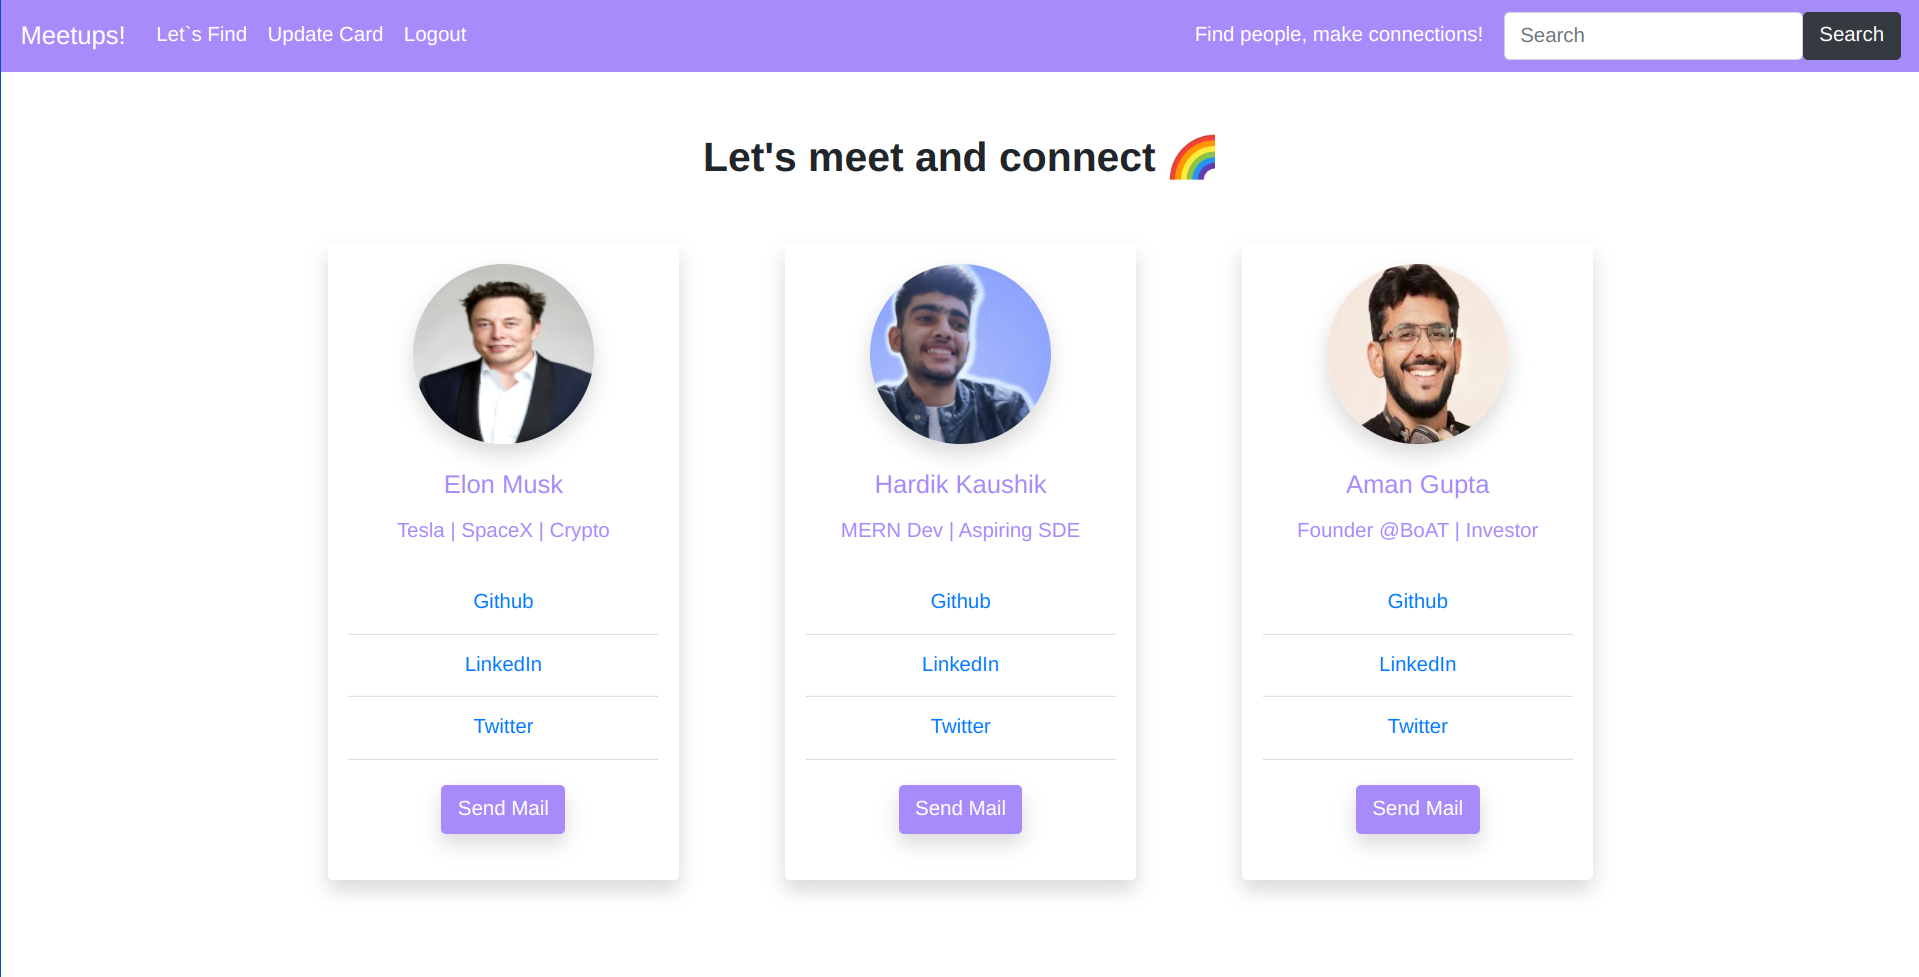 Meetups! Let`s Find Update Card Logout Find people, make connections! Search Search
Let's meet and connect 🌈
Elon Musk
Tesla | SpaceX | Crypto
Github
LinkedIn
Twitter
Send Mail
Hardik Kaushik
MERN Dev | Aspiring SDE
Github
LinkedIn
Twitter
Send Mail
Aman Gupta
Founder @BoAT | Investor
Github
LinkedIn
Twitter
Send Mail